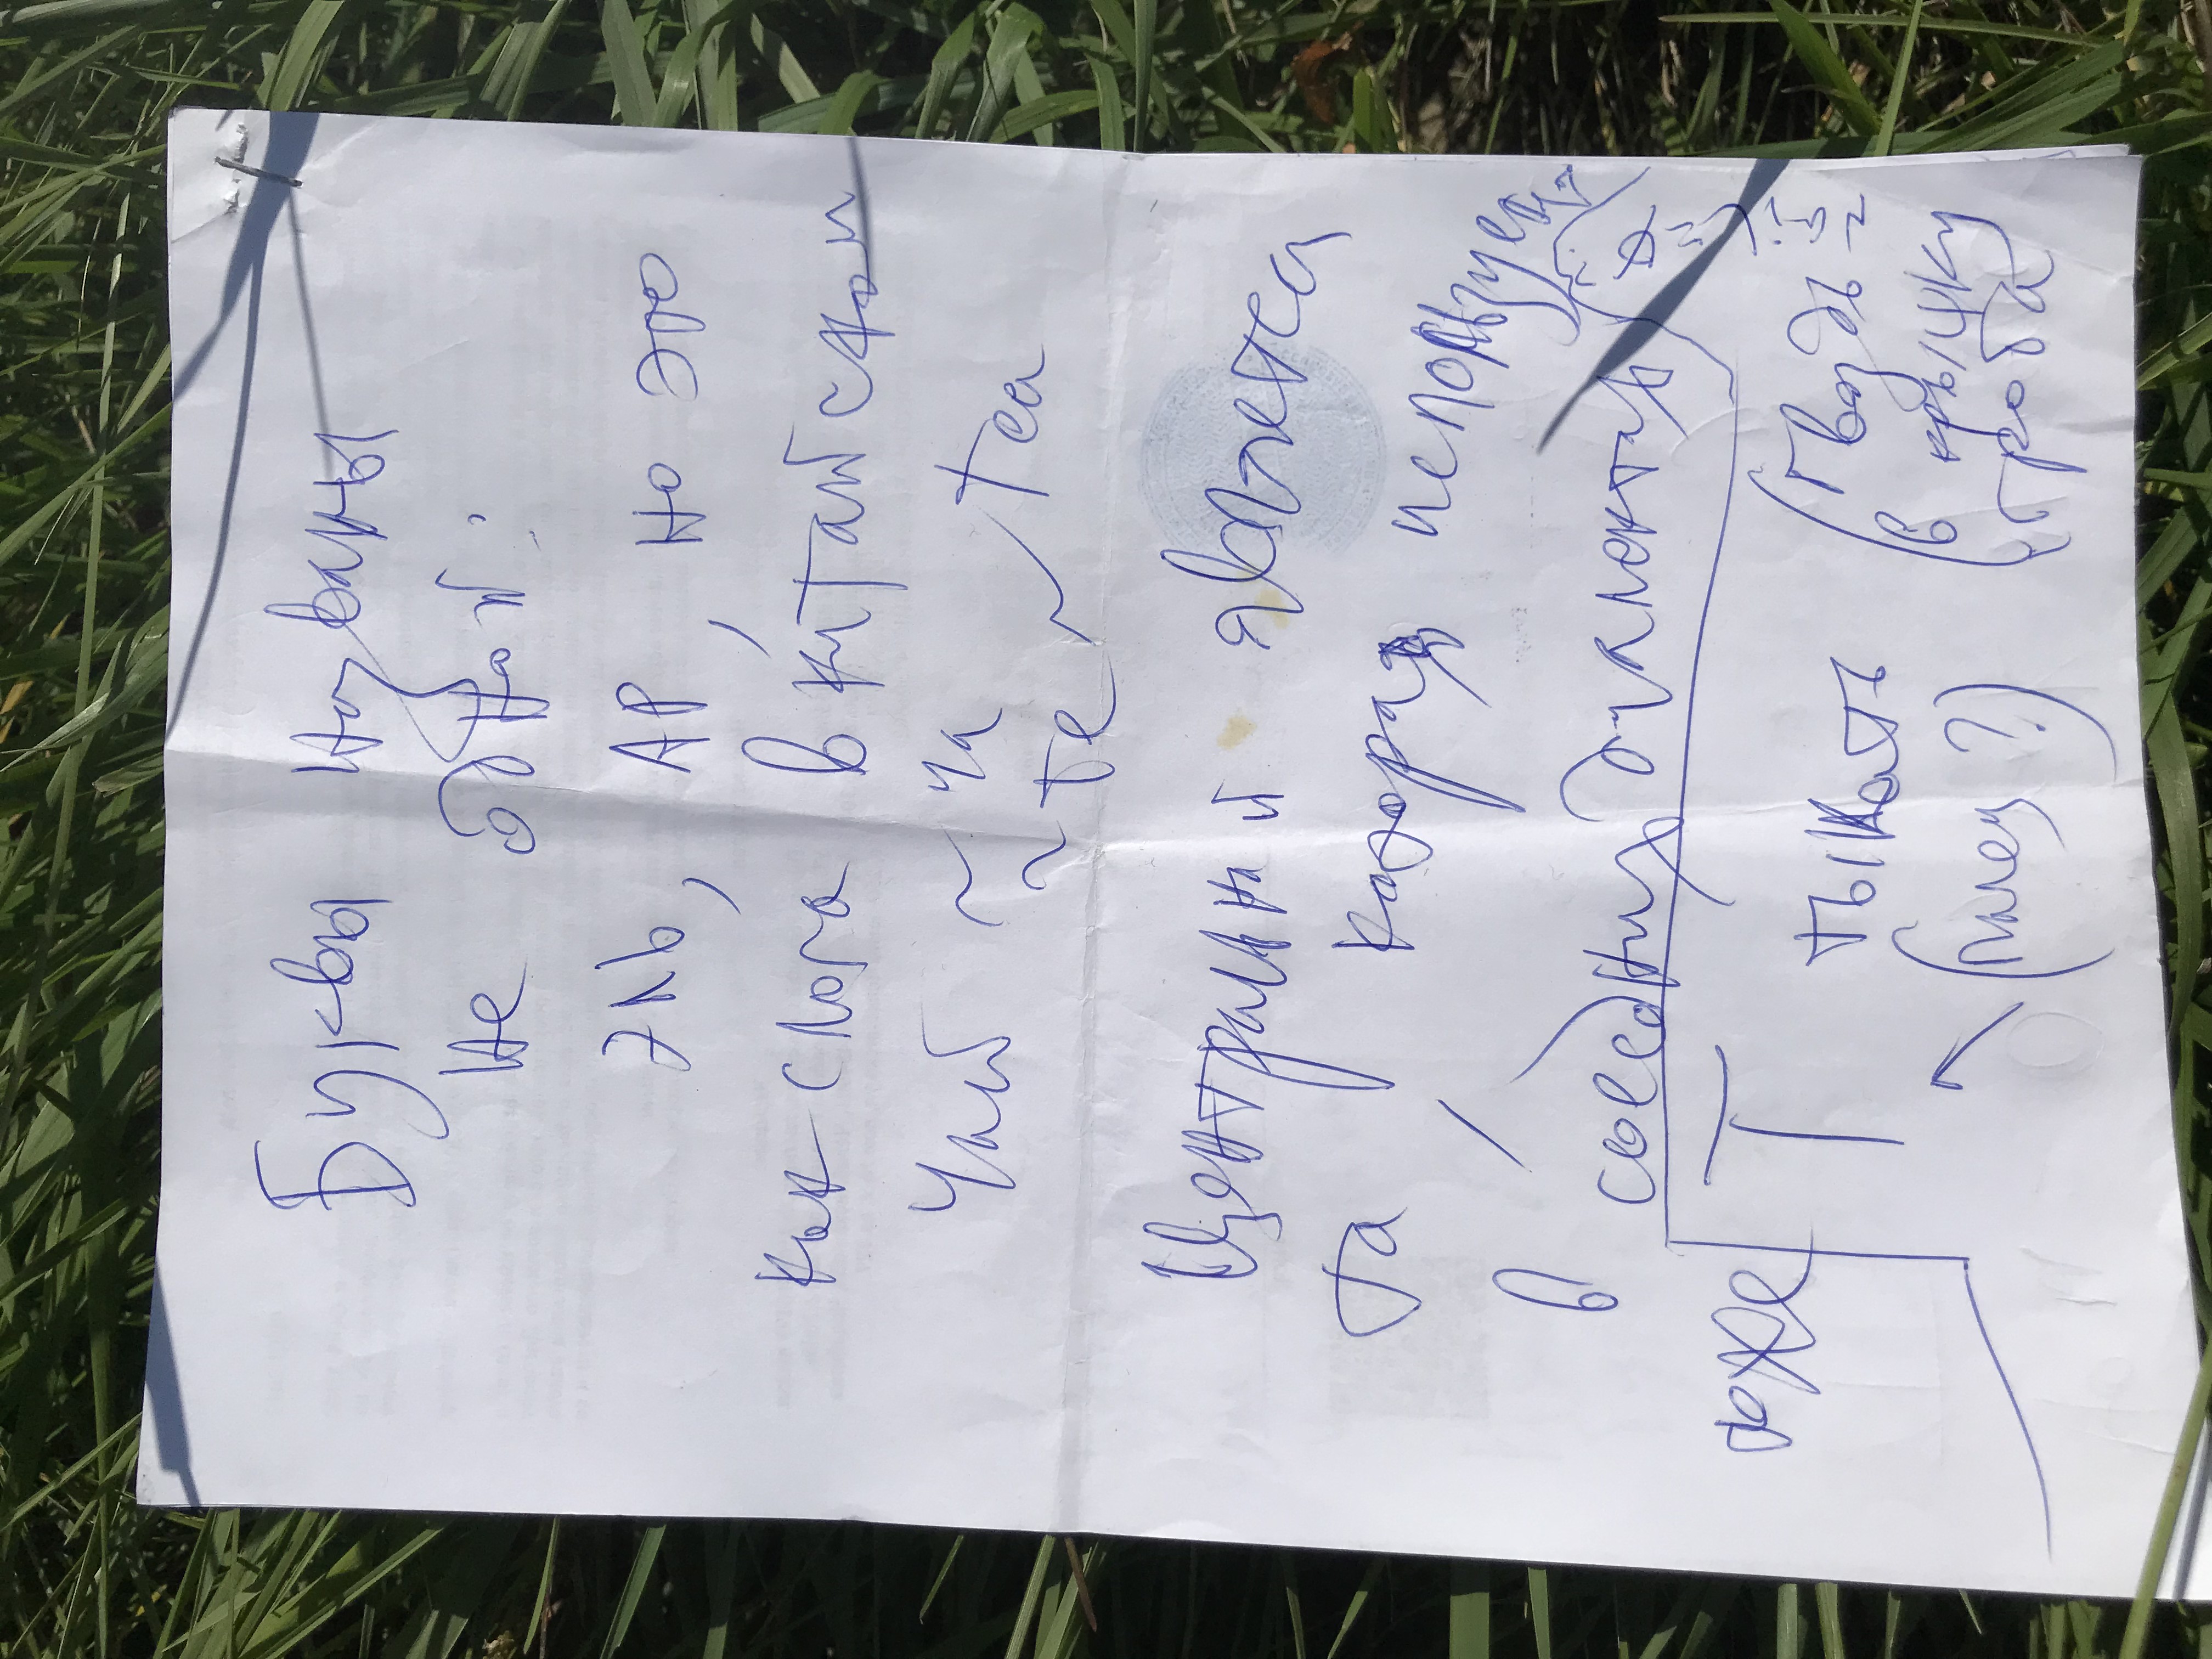 Буквы названы
не одной:
ЭЛЬ, АР, но это
как слога в китайском
Чай ~ ча
~ те ~ tea
Центральной является
та которая используется
в соседних диалектах
тоже
Т тыкать (гвоздь
(палец?) в крышку
гроба